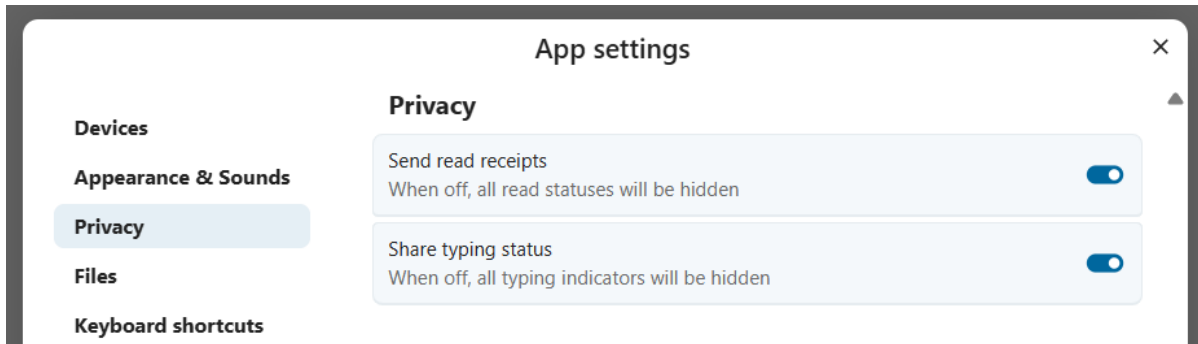 App settings
Devices
Appearance & Sounds
Privacy
Files
Keyboard shortcuts
Privacy
Send read receipts
When off, all read statuses will be hidden
Share typing status
When off, all typing indicators will be hidden